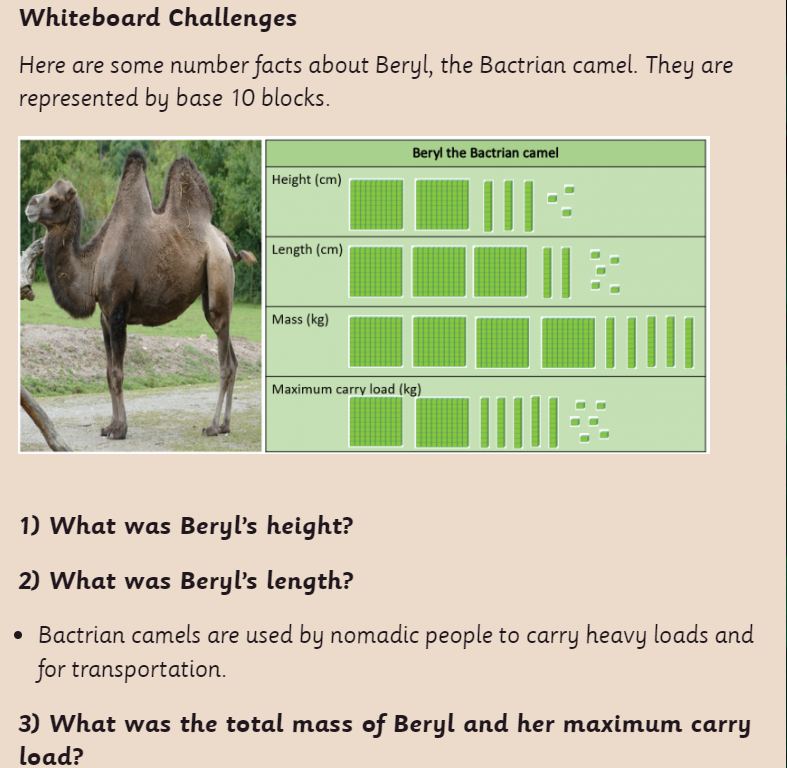 Whiteboard Challenges
Here are some number facts about Beryl, the Bactrian camel. They are
represented by base 10 blocks.
Beryl the Bactrian camel
Height (cm)
Length (cm)
Mass (kg)
Maximum carry load (kg)
1) What was Beryl’s height?
2) What was Beryl’s length?
• Bactrian camels are used by nomadic people to carry heavy loads and
for transportation.
3) What was the total mass of Beryl and her maximum carry
load?